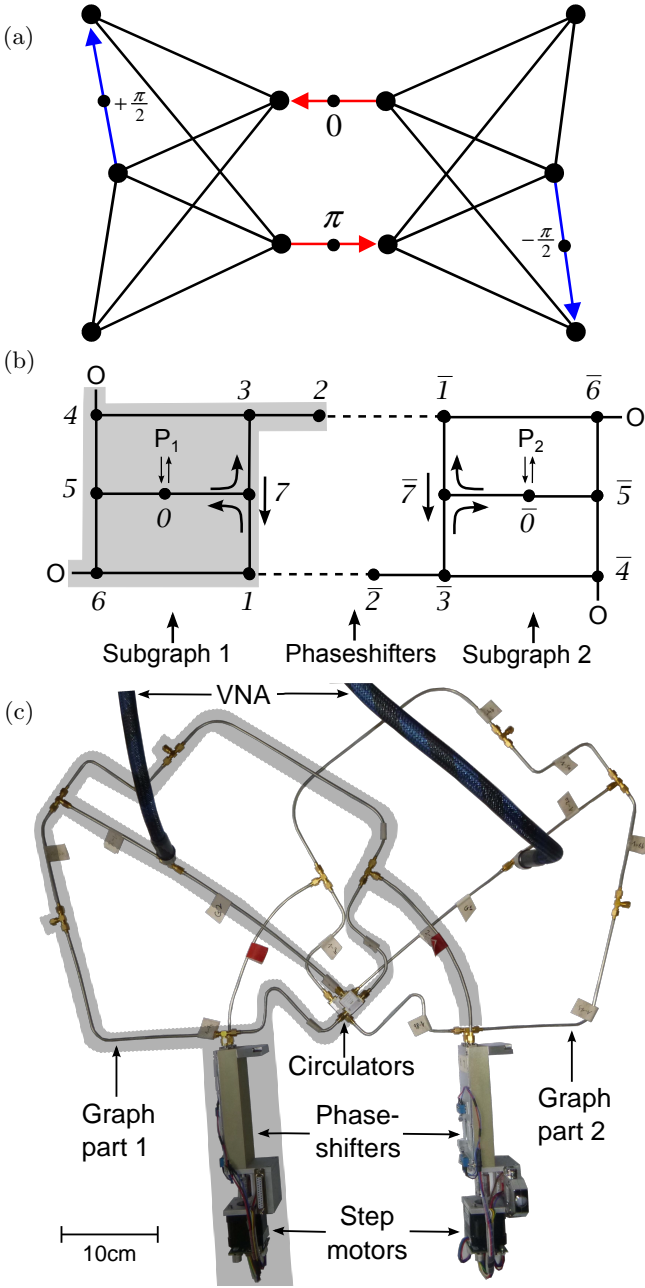 (a)
+π/2
0
π
−π/2
(b)
O 3 2 1̅ 6̅
4 O
P₁ P₂
5 7 7̅ 5̅
0 0̅
O 4̅
6 1 2̅ 3̅ O
Subgraph 1 Phaseshifters Subgraph 2
(c)
VNA
Circulators
Graph part 1
Graph part 2
Phase-shifters
Step motors
10cm